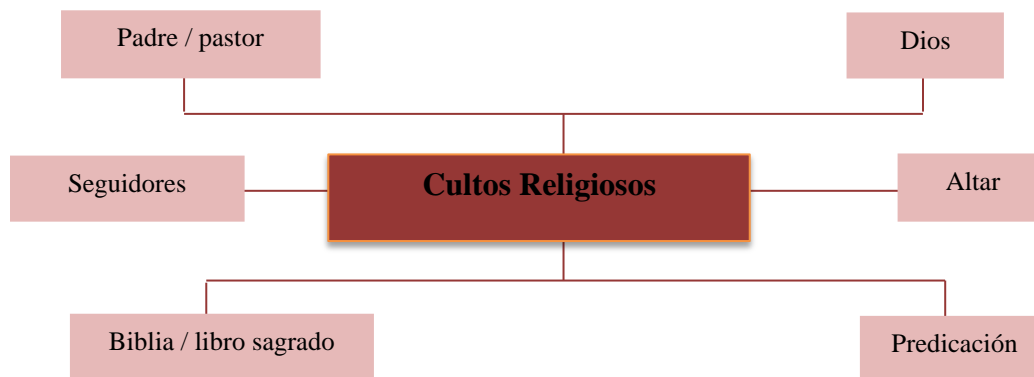 Padre / pastor
Dios
Seguidores
Cultos Religiosos
Altar
Biblia / libro sagrado
Predicación